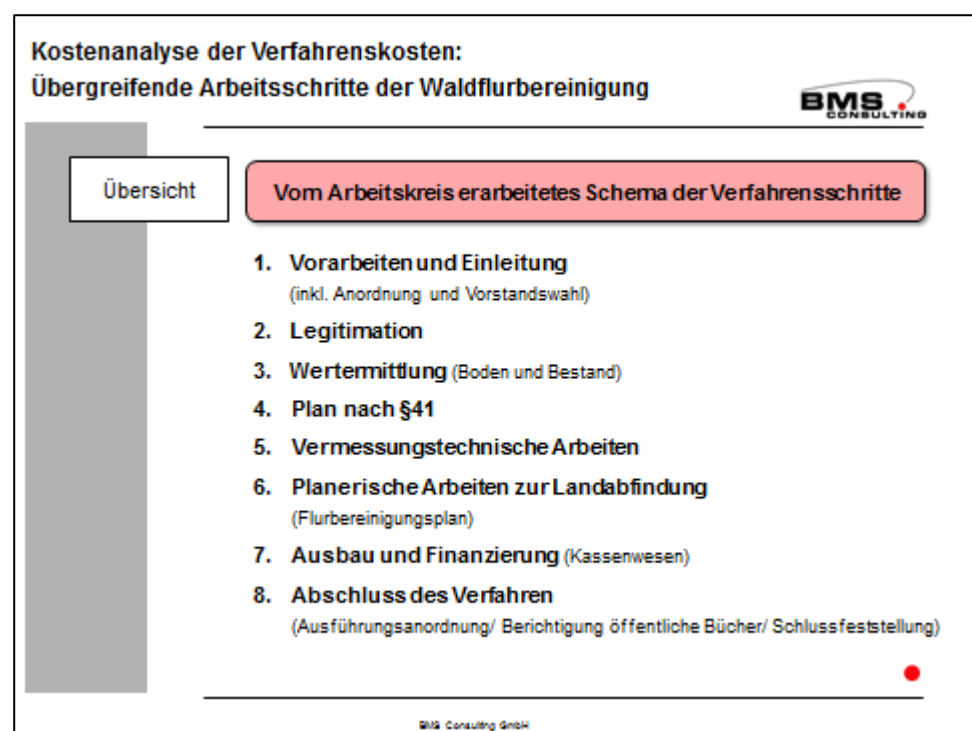 Kostenanalyse der Verfahrenskosten:
Übergreifende Arbeitsschritte der Waldflurbereinigung
BMS
CONSULTING
Übersicht
Vom Arbeitskreis erarbeitetes Schema der Verfahrensschritte
1. Vorarbeiten und Einleitung
(inkl. Anordnung und Vorstandswahl)
2. Legitimation
3. Wertermittlung (Boden und Bestand)
4. Plan nach §41
5. Vermessungstechnische Arbeiten
6. Planerische Arbeiten zur Landabfindung
(Flurbereinigungsplan)
7. Ausbau und Finanzierung (Kassenwesen)
8. Abschluss des Verfahren
(Ausführungsanordnung/ Berichtigung öffentliche Bücher/ Schlussfeststellung)
BMS Consulting GmbH